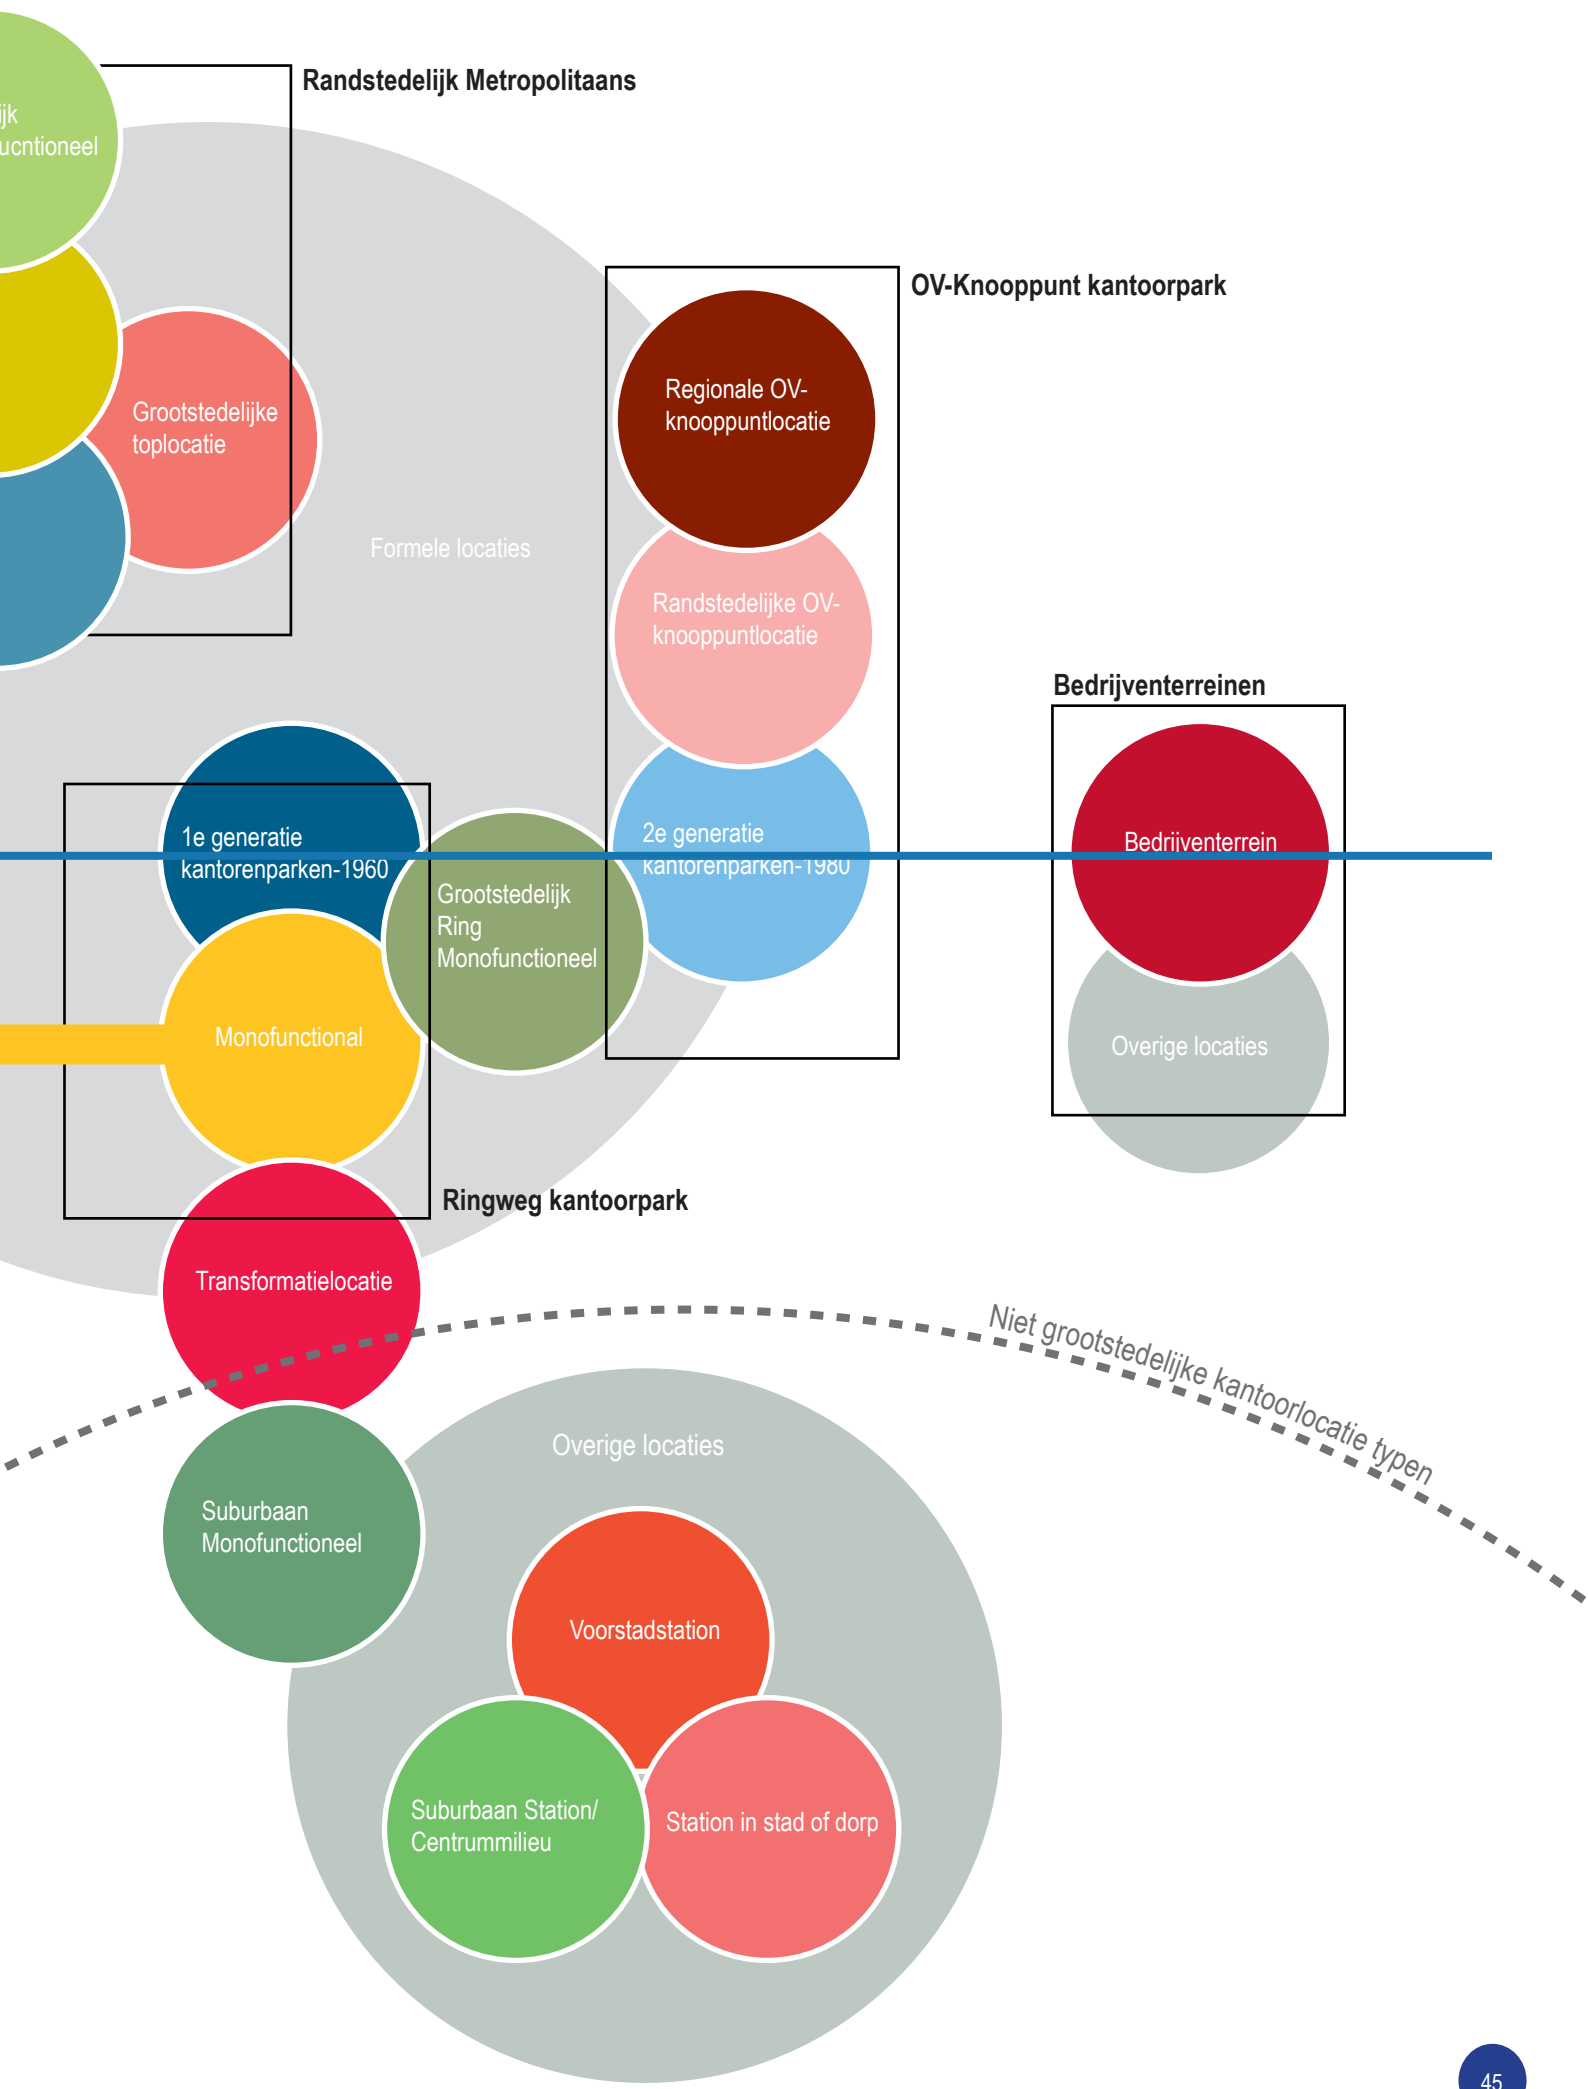 Randstedelijk Metropolitaans
OV-Knooppunt kantoorpark
Grootstedelijke
toplocatie
Formele locaties
Regionale OV-
knooppuntlocatie
Randstedelijke OV-
knooppuntlocatie
Bedrijventerreinen
1e generatie
kantorenparken-1960
Grootstedelijk
Ring
Monofunctioneel
2e generatie
kantorenparken-1980
Bedrijventerrein
Monofunctional
Overige locaties
Ringweg kantoorpark
Transformatielocatie
Niet grootstedelijke kantoorlocatie typen
Overige locaties
Suburbaan
Monofunctioneel
Voorstadstation
Suburbaan Station/
Centrummilieu
Station in stad of dorp
45